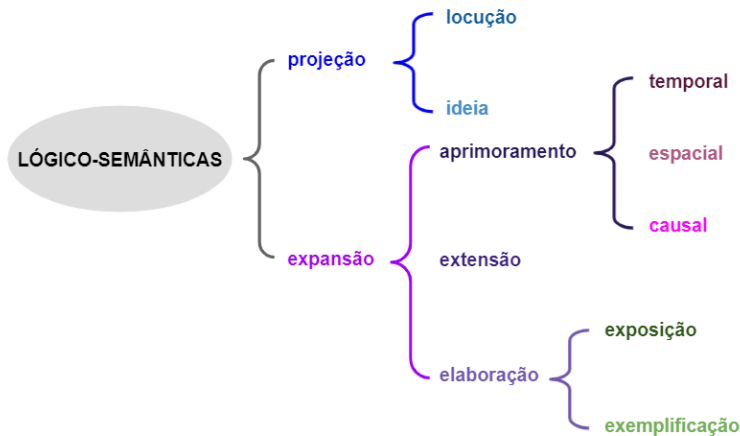 LÓGICO-SEMÂNTICAS
projeção
locução
ideia
expansão
aprimoramento
temporal
espacial
causal
extensão
elaboração
exposição
exemplificação